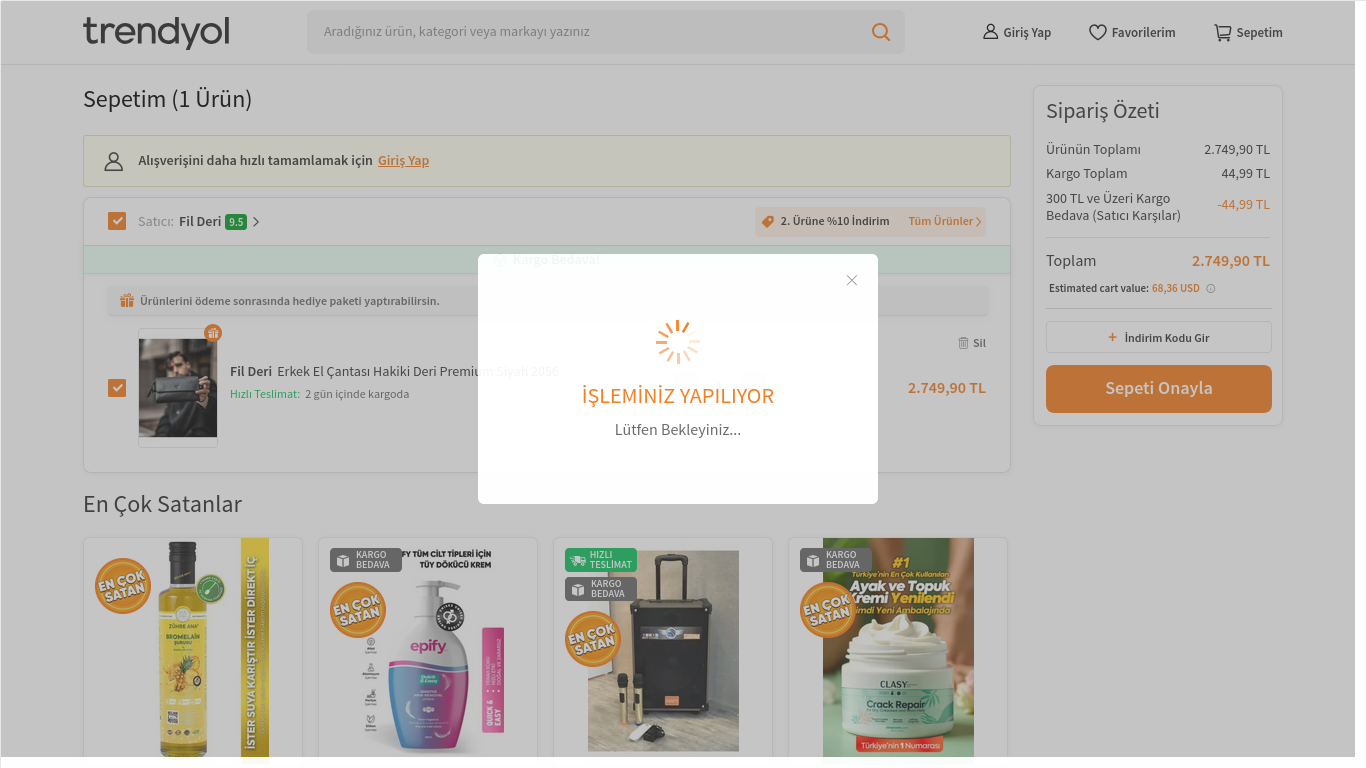 trendyol
Aradığınız ürün, kategori veya markayı yazınız
Giriş Yap
Favorilerim
Sepetim
Sepetim (1 Ürün)
Alışverişini daha hızlı tamamlamak için Giriş Yap
Satıcı: Fil Deri 9.5
2. Ürüne %10 İndirim
Tüm Ürünler
Kargo Bedava!
Ürünlerini ödeme sonrasında hediye paketi yaptırabilirsin.
Sil
Fil Deri Erkek El Çantası Hakiki Deri Premium Siyah 2056
Hızlı Teslimat: 2 gün içinde kargoda
2.749,90 TL
İŞLEMİNİZ YAPILIYOR
Lütfen Bekleyiniz...
Sipariş Özeti
Ürünün Toplamı 2.749,90 TL
Kargo Toplam 44,99 TL
300 TL ve Üzeri Kargo
Bedava (Satıcı Karşılar) -44,99 TL
Toplam 2.749,90 TL
Estimated cart value: 68,36 USD
+ İndirim Kodu Gir
Sepeti Onayla
En Çok Satanlar
EN ÇOK
SATAN
ZÜHRE ANA
BROMELAİN
ŞURUBU
İSTER SUYA KARIŞTIR İSTER DİREKT İÇ
KARGO
BEDAVA
FY TÜM CİLT TİPLERİ İÇİN
TÜY DÖKÜCÜ KREM
EN ÇOK
SATAN
epify
Quick & Easy
QUICK &
EASY
HIZLI
TESLİMAT
KARGO
BEDAVA
EN ÇOK
SATAN
KARGO
BEDAVA
#1
Türkiye'nin En Çok Kullanılan
Ayak ve Topuk
Kremi Yenilendi
Şimdi Yeni Ambalajında
EN ÇOK
SATAN
CLASY
Crack Repair
Türkiye'nin 1 Numarası